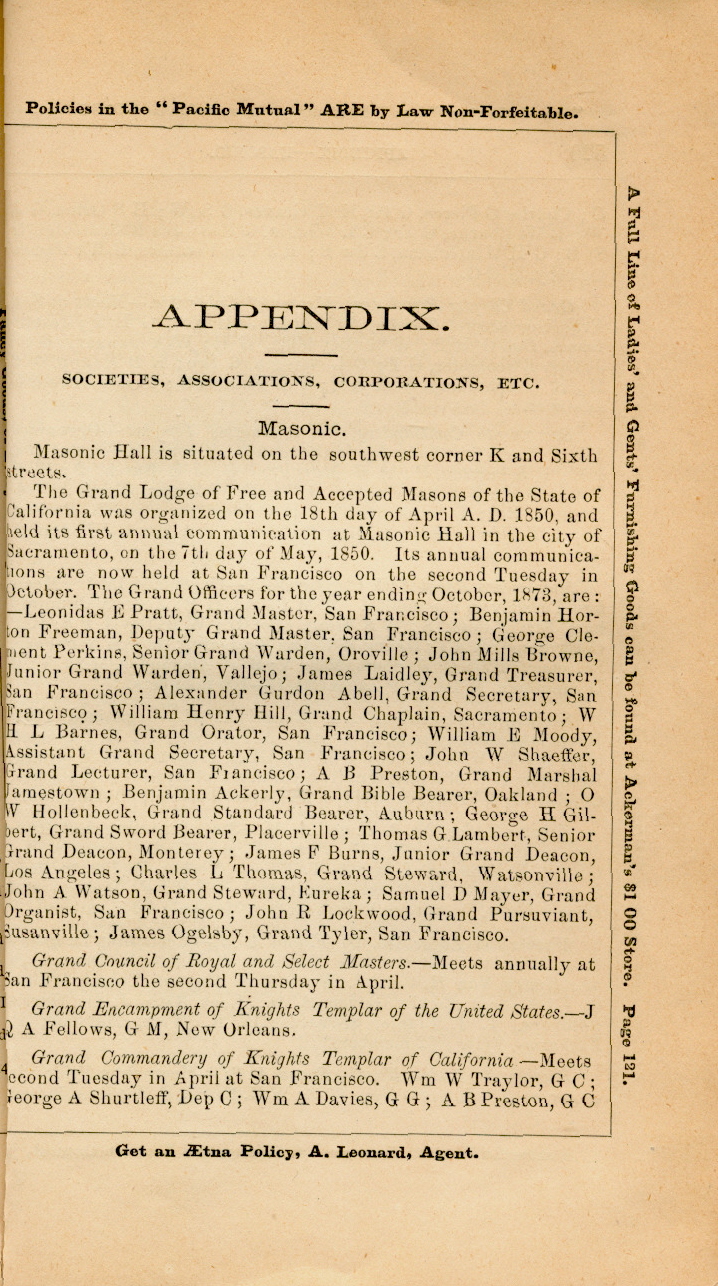 Policies in the “Pacific Mutual” ARE by Law Non-Forfeitable.
APPENDIX.
SOCIETIES, ASSOCIATIONS, CORPORATIONS, ETC.
Masonic.
Masonic Hall is situated on the southwest corner K and Sixth
streets.
The Grand Lodge of Free and Accepted Masons of the State of
California was organized on the 18th day of April A. D. 1850, and
held its first annual communication at Masonic Hall in the city of
Sacramento, on the 7th day of May, 1850. Its annual communica-
tions are now held at San Francisco on the second Tuesday in
October. The Grand Officers for the year ending October, 1873, are :
—Leonidas E Pratt, Grand Master, San Francisco ; Benjamin Hor-
ton Freeman, Deputy Grand Master, San Francisco ; George Cle-
ment Perkins, Senior Grand Warden, Oroville ; John Mills Browne,
Junior Grand Warden, Vallejo ; James Laidley, Grand Treasurer,
San Francisco ; Alexander Gurdon Abell, Grand Secretary, San
Francisco ; William Henry Hill, Grand Chaplain, Sacramento ; W
H L Barnes, Grand Orator, San Francisco; William E Moody,
Assistant Grand Secretary, San Francisco ; John W Shaeffer,
Grand Lecturer, San Francisco ; A B Preston, Grand Marshal
Jamestown ; Benjamin Ackerly, Grand Bible Bearer, Oakland ; O
W Hollenbeck, Grand Standard Bearer, Auburn ; George H Gil-
bert, Grand Sword Bearer, Placerville ; Thomas G Lambert, Senior
Grand Deacon, Monterey ; James F Burns, Junior Grand Deacon,
Los Angeles ; Charles L Thomas, Grand Steward, Watsonville ;
John A Watson, Grand Steward, Eureka ; Samuel D Mayer, Grand
Organist, San Francisco ; John R Lockwood, Grand Pursuviant,
Susanville ; James Ogelsby, Grand Tyler, San Francisco.
Grand Council of Royal and Select Masters.—Meets annually at
San Francisco the second Thursday in April.
Grand Encampment of Knights Templar of the United States.—J
Q A Fellows, G M, New Orleans.
Grand Commandery of Knights Templar of California —Meets
second Tuesday in April at San Francisco. Wm W Traylor, G C ;
George A Shurtleff, Dep C ; Wm A Davies, G G ; A B Preston, G C
Get an Ætna Policy, A. Leonard, Agent.
A Full Line of Ladies' and Gents' Furnishing Goods can be found at Ackerman's $1 00 Store. Page 121.